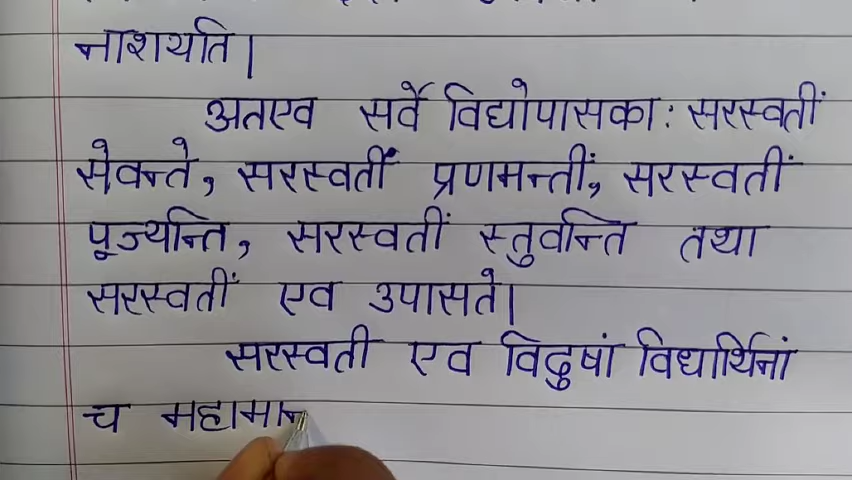 नाशयति।
अतएव सर्वे विद्योपासका: सरस्वतीं
सेवन्ते, सरस्वतीं प्रणमन्तीं, सरस्वतीं
पूज्यन्ति, सरस्वतीं स्तुवन्ति तथा
सरस्वतीं एव उपासते।
सरस्वती एव विदुषां विद्यार्थिनां
च महामान